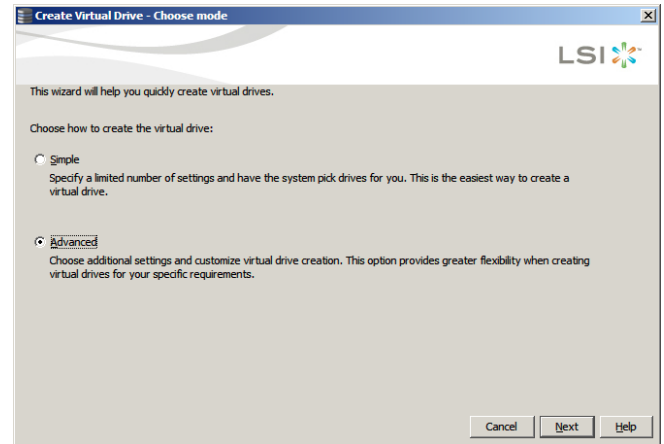 Create Virtual Drive - Choose mode
LSI
This wizard will help you quickly create virtual drives.
Choose how to create the virtual drive:
Simple
Specify a limited number of settings and have the system pick drives for you. This is the easiest way to create a
virtual drive.
Advanced
Choose additional settings and customize virtual drive creation. This option provides greater flexibility when creating
virtual drives for your specific requirements.
Cancel Next Help